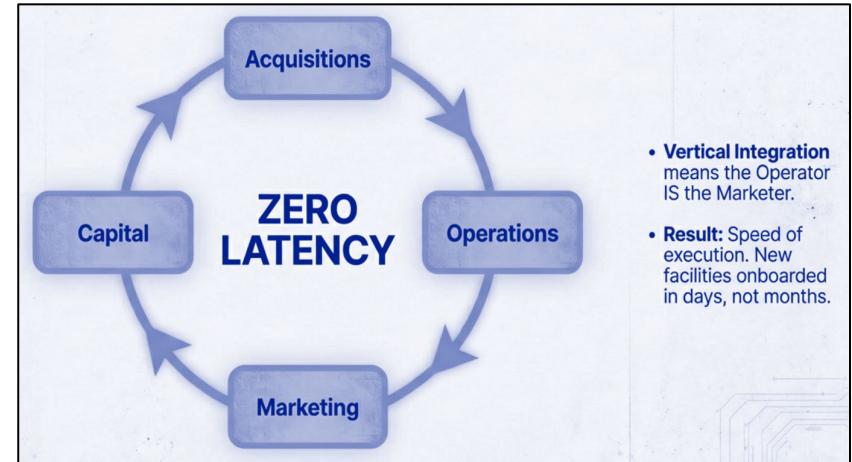 Acquisitions
Capital
ZERO
LATENCY
Operations
Marketing
• Vertical Integration
means the Operator
IS the Marketer.
• Result: Speed of
execution. New
facilities onboarded
in days, not months.